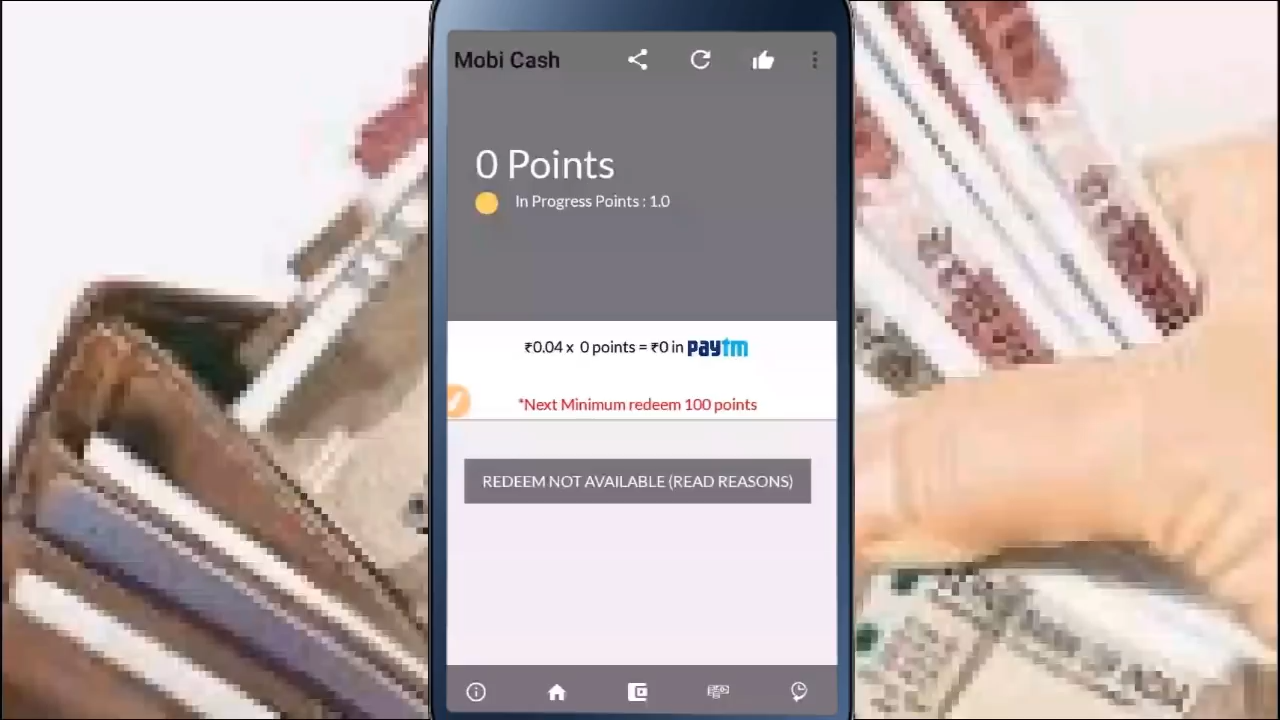 Mobi Cash
0 Points
In Progress Points : 1.0
₹0.04 x 0 points = ₹0 in paytm
*Next Minimum redeem 100 points
REDEEM NOT AVAILABLE (READ REASONS)